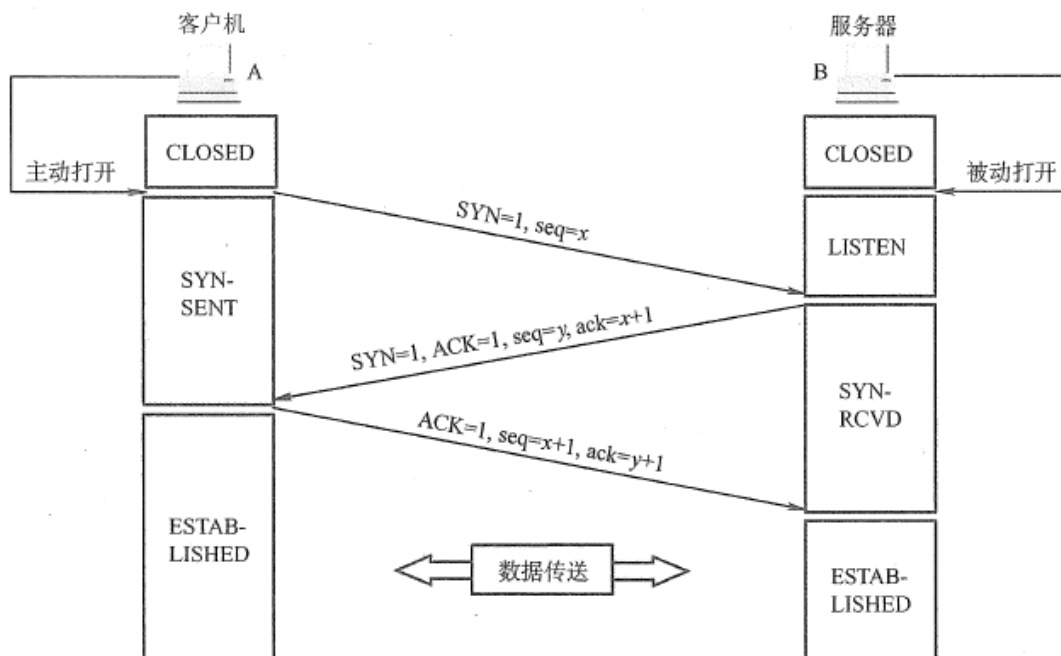 客户机
服务器
A
B
CLOSED
CLOSED
主动打开
被动打开
SYN=1, seq=x
LISTEN
SYN-
SENT
SYN=1, ACK=1, seq=y, ack=x+1
SYN-
RCVD
ACK=1, seq=x+1, ack=y+1
ESTAB-
LISHED
数据传送
ESTAB-
LISHED